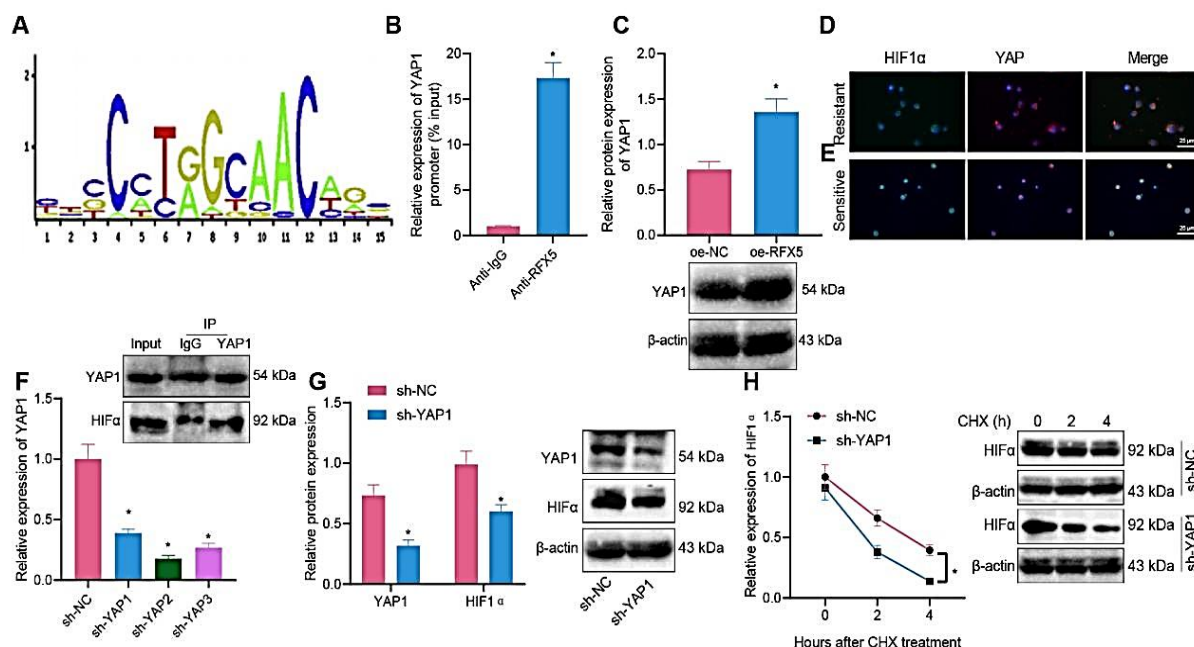 A
2
1
C
C
C
T
G
G
C
A
A
C
A
G
A
C
A
T
T
1 2 3 4 5 6 7 8 9 10 11 12 13 14 15
B
Relative expression of YAP1
promoter (% input)
20
15
10
5
0
*
Anti-IgG
Anti-RFX5
C
Relative protein expression
of YAP1
2.0
1.5
1.0
0.5
0.0
*
oe-NC oe-RFX5
YAP1 54 kDa
β-actin 43 kDa
D
HIF1α YAP Merge
Resistant
25 μm
E
Sensitive
25 μm
IP
Input IgG YAP1
YAP1 54 kDa
HIFα 92 kDa
F
Relative expression of YAP1
1.5
1.0
0.5
0.0
* * *
sh-NC
sh-YAP1
sh-YAP2
sh-YAP3
G
sh-NC
sh-YAP1
Relative protein expression
1.5
1.0
0.5
0.0
* *
YAP1 HIF1 α
YAP1 54 kDa
HIFα 92 kDa
β-actin 43 kDa
sh-NC
sh-YAP1
H
sh-NC
sh-YAP1
Relative expression of HIF1 α
1.5
1.0
0.5
0.0
*
0 2 4
Hours after CHX treatment
CHX (h) 0 2 4
HIFα 92 kDa
β-actin 43 kDa
sh-NC
HIFα 92 kDa
β-actin 43 kDa
sh-YAP1